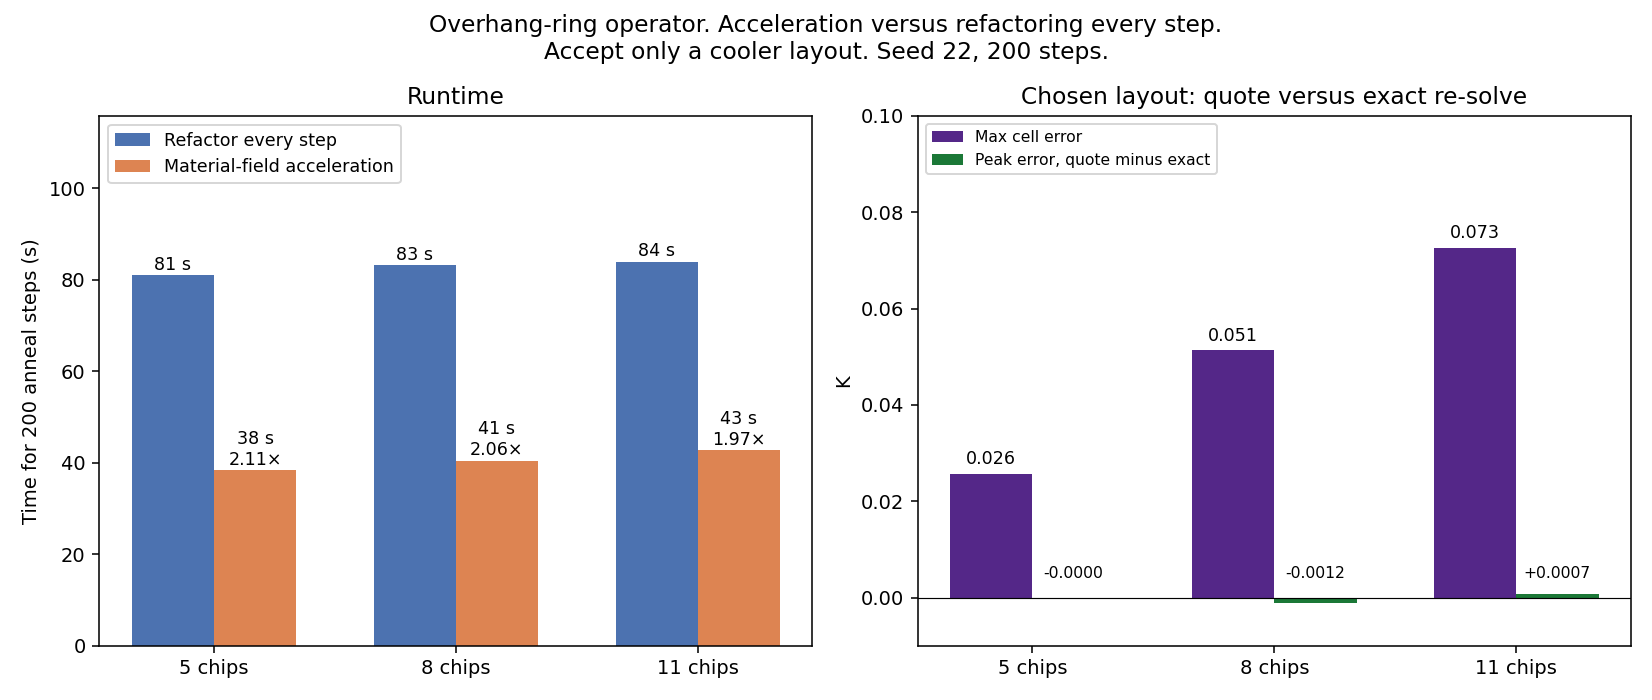 Overhang-ring operator. Acceleration versus refactoring every step.
Accept only a cooler layout. Seed 22, 200 steps.
Runtime
Refactor every step
Material-field acceleration
Time for 200 anneal steps (s)
100
80
60
40
20
0
81 s
38 s
2.11×
83 s
41 s
2.06×
84 s
43 s
1.97×
5 chips
8 chips
11 chips
Chosen layout: quote versus exact re-solve
Max cell error
Peak error, quote minus exact
K
0.10
0.08
0.06
0.04
0.02
0.00
0.026
-0.0000
0.051
-0.0012
0.073
+0.0007
5 chips
8 chips
11 chips